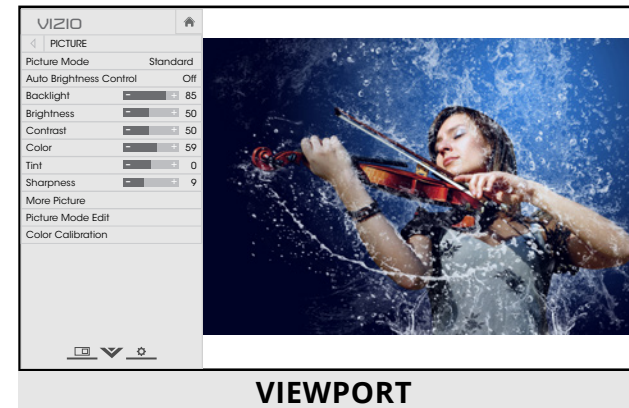 VIZIO
PICTURE
Picture Mode Standard
Auto Brightness Control Off
Backlight - + 85
Brightness - + 50
Contrast - + 50
Color - + 59
Tint - + 0
Sharpness - + 9
More Picture
Picture Mode Edit
Color Calibration
VIEWPORT